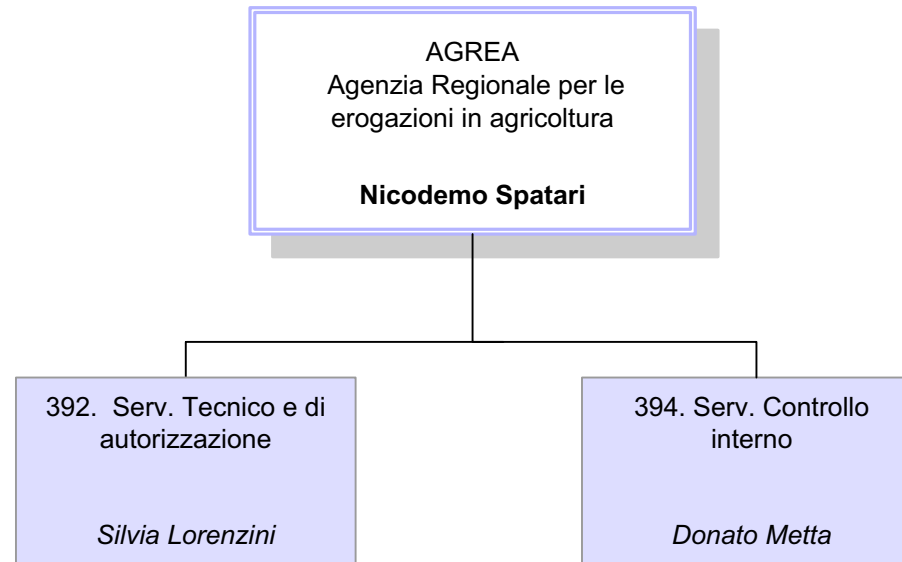 AGREA
Agenzia Regionale per le
erogazioni in agricoltura
Nicodemo Spatari
392. Serv. Tecnico e di
autorizzazione
Silvia Lorenzini
394. Serv. Controllo
interno
Donato Metta